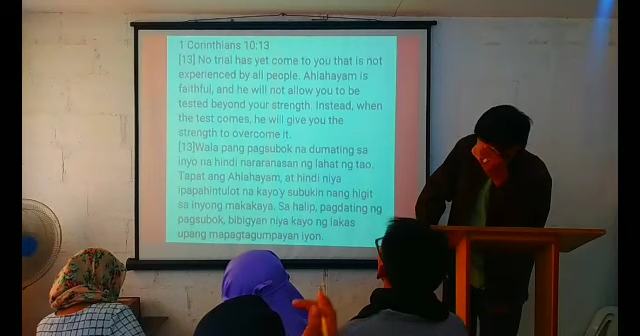 1 Corinthians 10:13
[13] No trial has yet come to you that is not
experienced by all people. Ahlahayam is
faithful, and he will not allow you to be
tested beyond your strength. Instead, when
the test comes, he will give you the
strength to overcome it.
[13]Wala pang pagsubok na dumating sa
inyo na hindi nararanasan ng lahat ng tao.
Tapat ang Ahlahayam, at hindi niya
ipapahintulot na kayo'y subukin nang higit
sa inyong makakaya. Sa halip, pagdating ng
pagsubok, bibigyan niya kayo ng lakas
upang mapagtagumpayan iyon.